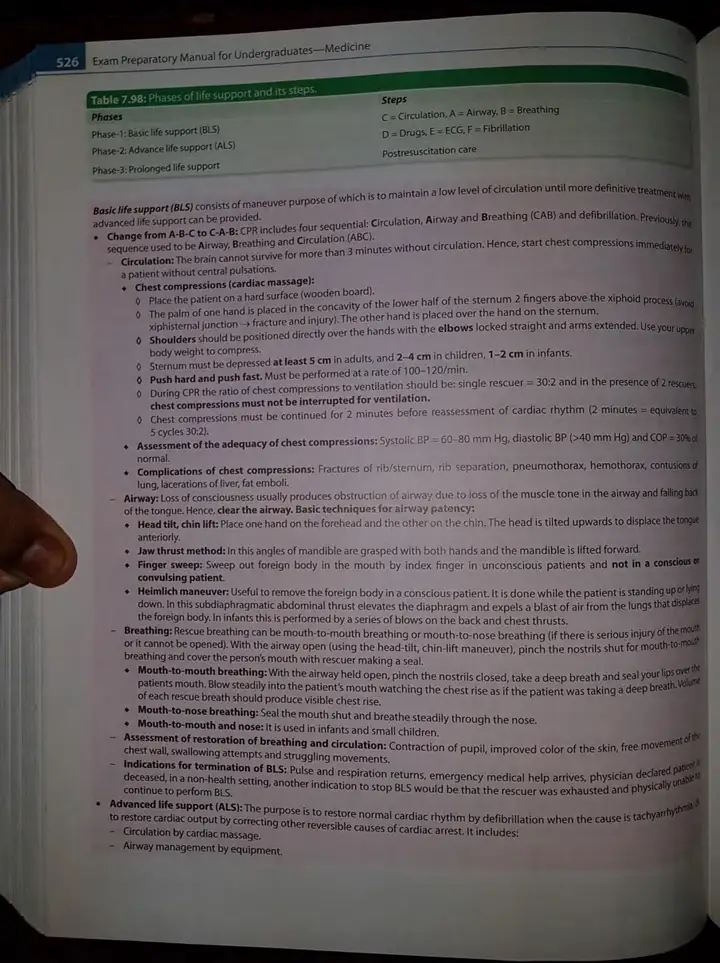 526 Exam Preparatory Manual for Undergraduates—Medicine
Table 7.98: Phases of life support and its steps.
Phases Steps
Phase-1: Basic life support (BLS) C = Circulation, A = Airway, B = Breathing
Phase-2: Advance life support (ALS) D = Drugs, E = ECG, F = Fibrillation
Phase-3: Prolonged life support Postresuscitation care
Basic life support (BLS) consists of maneuver purpose of which is to maintain a low level of circulation until more definitive treatment with
advanced life support can be provided.
• Change from A-B-C to C-A-B: CPR includes four sequential: Circulation, Airway and Breathing (CAB) and defibrillation. Previously, the
sequence used to be Airway, Breathing and Circulation (ABC).
– Circulation: The brain cannot survive for more than 3 minutes without circulation. Hence, start chest compressions immediately for
a patient without central pulsations.
◆ Chest compressions (cardiac massage):
◊ Place the patient on a hard surface (wooden board).
◊ The palm of one hand is placed in the concavity of the lower half of the sternum 2 fingers above the xiphoid process (avoid
xiphisternal junction → fracture and injury). The other hand is placed over the hand on the sternum.
◊ Shoulders should be positioned directly over the hands with the elbows locked straight and arms extended. Use your upper
body weight to compress.
◊ Sternum must be depressed at least 5 cm in adults, and 2–4 cm in children, 1–2 cm in infants.
◊ Push hard and push fast. Must be performed at a rate of 100–120/min.
◊ During CPR the ratio of chest compressions to ventilation should be: single rescuer = 30:2 and in the presence of 2 rescuers,
chest compressions must not be interrupted for ventilation.
◊ Chest compressions must be continued for 2 minutes before reassessment of cardiac rhythm (2 minutes = equivalent to
5 cycles 30:2).
◆ Assessment of the adequacy of chest compressions: Systolic BP = 60–80 mm Hg, diastolic BP (>40 mm Hg) and COP = 30% of
normal.
◆ Complications of chest compressions: Fractures of rib/sternum, rib separation, pneumothorax, hemothorax, contusions of
lung, lacerations of liver, fat emboli.
– Airway: Loss of consciousness usually produces obstruction of airway due to loss of the muscle tone in the airway and falling back
of the tongue. Hence, clear the airway. Basic techniques for airway patency:
◆ Head tilt, chin lift: Place one hand on the forehead and the other on the chin. The head is tilted upwards to displace the tongue
anteriorly.
◆ Jaw thrust method: In this angles of mandible are grasped with both hands and the mandible is lifted forward.
◆ Finger sweep: Sweep out foreign body in the mouth by index finger in unconscious patients and not in a conscious or
convulsing patient.
◆ Heimlich maneuver: Useful to remove the foreign body in a conscious patient. It is done while the patient is standing up or lying
down. In this subdiaphragmatic abdominal thrust elevates the diaphragm and expels a blast of air from the lungs that displaces
the foreign body. In infants this is performed by a series of blows on the back and chest thrusts.
– Breathing: Rescue breathing can be mouth-to-mouth breathing or mouth-to-nose breathing (if there is serious injury of the mouth
or it cannot be opened). With the airway open (using the head-tilt, chin-lift maneuver), pinch the nostrils shut for mouth-to-mouth
breathing and cover the person's mouth with rescuer making a seal.
◆ Mouth-to-mouth breathing: With the airway held open, pinch the nostrils closed, take a deep breath and seal your lips over the
patients mouth. Blow steadily into the patient's mouth watching the chest rise as if the patient was taking a deep breath. Volume
of each rescue breath should produce visible chest rise.
◆ Mouth-to-nose breathing: Seal the mouth shut and breathe steadily through the nose.
◆ Mouth-to-mouth and nose: It is used in infants and small children.
– Assessment of restoration of breathing and circulation: Contraction of pupil, improved color of the skin, free movement of the
chest wall, swallowing attempts and struggling movements.
– Indications for termination of BLS: Pulse and respiration returns, emergency medical help arrives, physician declared patient is
deceased, in a non-health setting, another indication to stop BLS would be that the rescuer was exhausted and physically unable to
continue to perform BLS.
• Advanced life support (ALS): The purpose is to restore normal cardiac rhythm by defibrillation when the cause is tachyarrhythmia or
to restore cardiac output by correcting other reversible causes of cardiac arrest. It includes:
– Circulation by cardiac massage.
– Airway management by equipment.